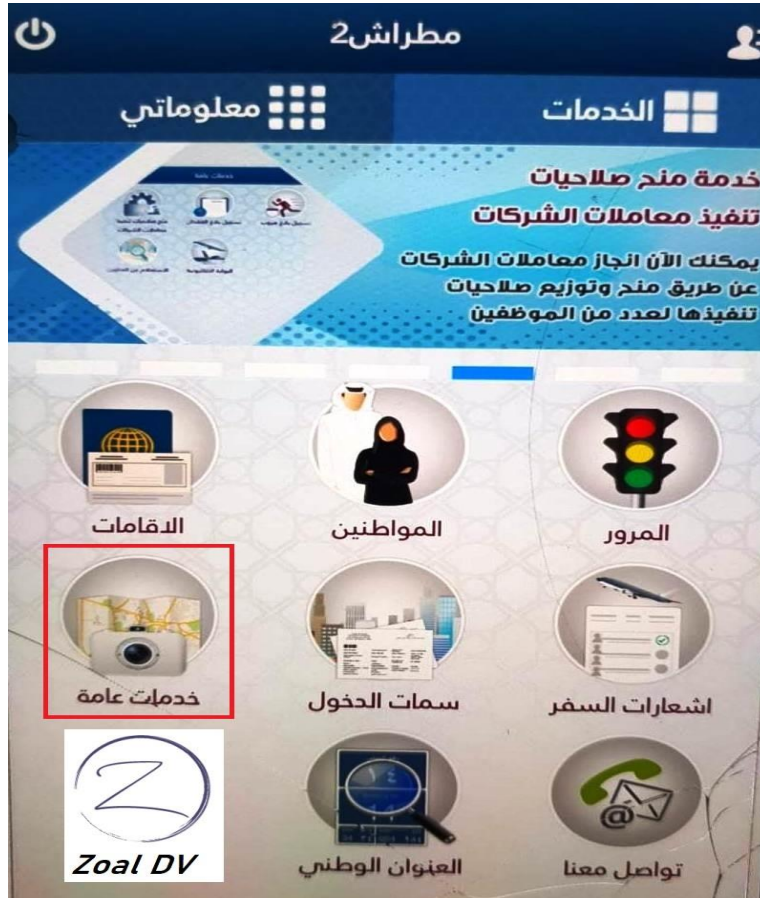 مطراش2
الخدمات
معلوماتي
خدمة منح صلاحيات
تنفيذ معاملات الشركات
يمكنك الآن انجاز معاملات الشركات
عن طريق منح وتوزيع صلاحيات
تنفيذها لعدد من الموظفين
خدمات عامة
المرور
المواطنين
الاقامات
اشعارات السفر
سمات الدخول
خدمات عامة
تواصل معنا
العنوان الوطني
Zoal DV